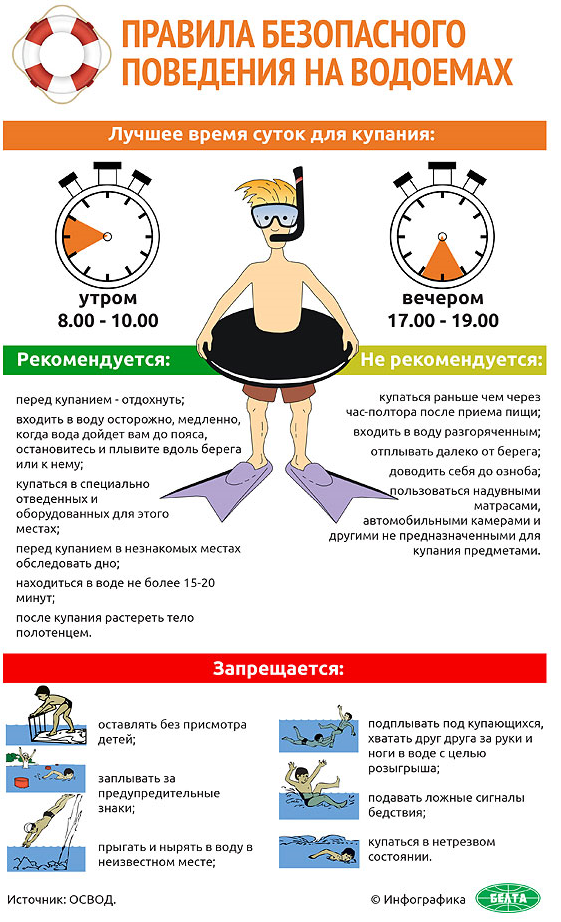 ПРАВИЛА БЕЗОПАСНОГО
ПОВЕДЕНИЯ НА ВОДОЕМАХ
Лучшее время суток для купания:
утром
8.00 - 10.00
вечером
17.00 - 19.00
Рекомендуется:
перед купанием - отдохнуть;
входить в воду осторожно, медленно,
когда вода дойдет вам до пояса,
остановитесь и плывите вдоль берега
или к нему;
купаться в специально
отведенных и
оборудованных для этого
местах;
перед купанием в незнакомых местах
обследовать дно;
находиться в воде не более 15-20
минут;
после купания растереть тело
полотенцем.
Не рекомендуется:
купаться раньше чем через
час-полтора после приема пищи;
входить в воду разгоряченным;
отплывать далеко от берега;
доводить себя до озноба;
пользоваться надувными
матрасами,
автомобильными камерами и
другими не предназначенными для
купания предметами.
Запрещается:
оставлять без присмотра
детей;
заплывать за
предупредительные
знаки;
прыгать и нырять в воду в
неизвестном месте;
подплывать под купающихся,
хватать друг друга за руки и
ноги в воде с целью
розыгрыша;
подавать ложные сигналы
бедствия;
купаться в нетрезвом
состоянии.
Источник: ОСВОД.
© Инфографика
БЕЛТА